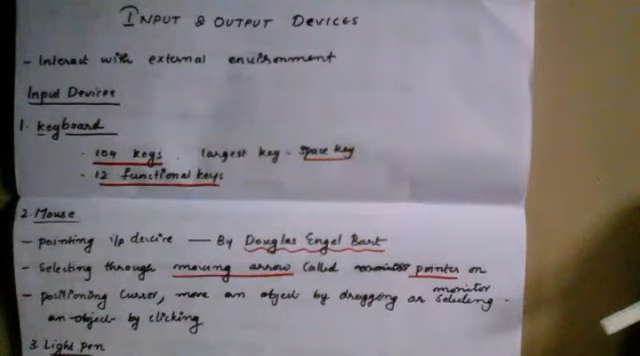 INPUT & OUTPUT DEVICES
- Interact with external environment
Input Devices
1. Keyboard
- 104 keys. largest key - space key
- 12 functional keys
2. Mouse
- pointing i/p device — By Douglas Engel Bart
- Selecting through moving arrow called pointer on monitor
- positioning cursor, move an object by dragging or selecting
an object by clicking
3. Light pen